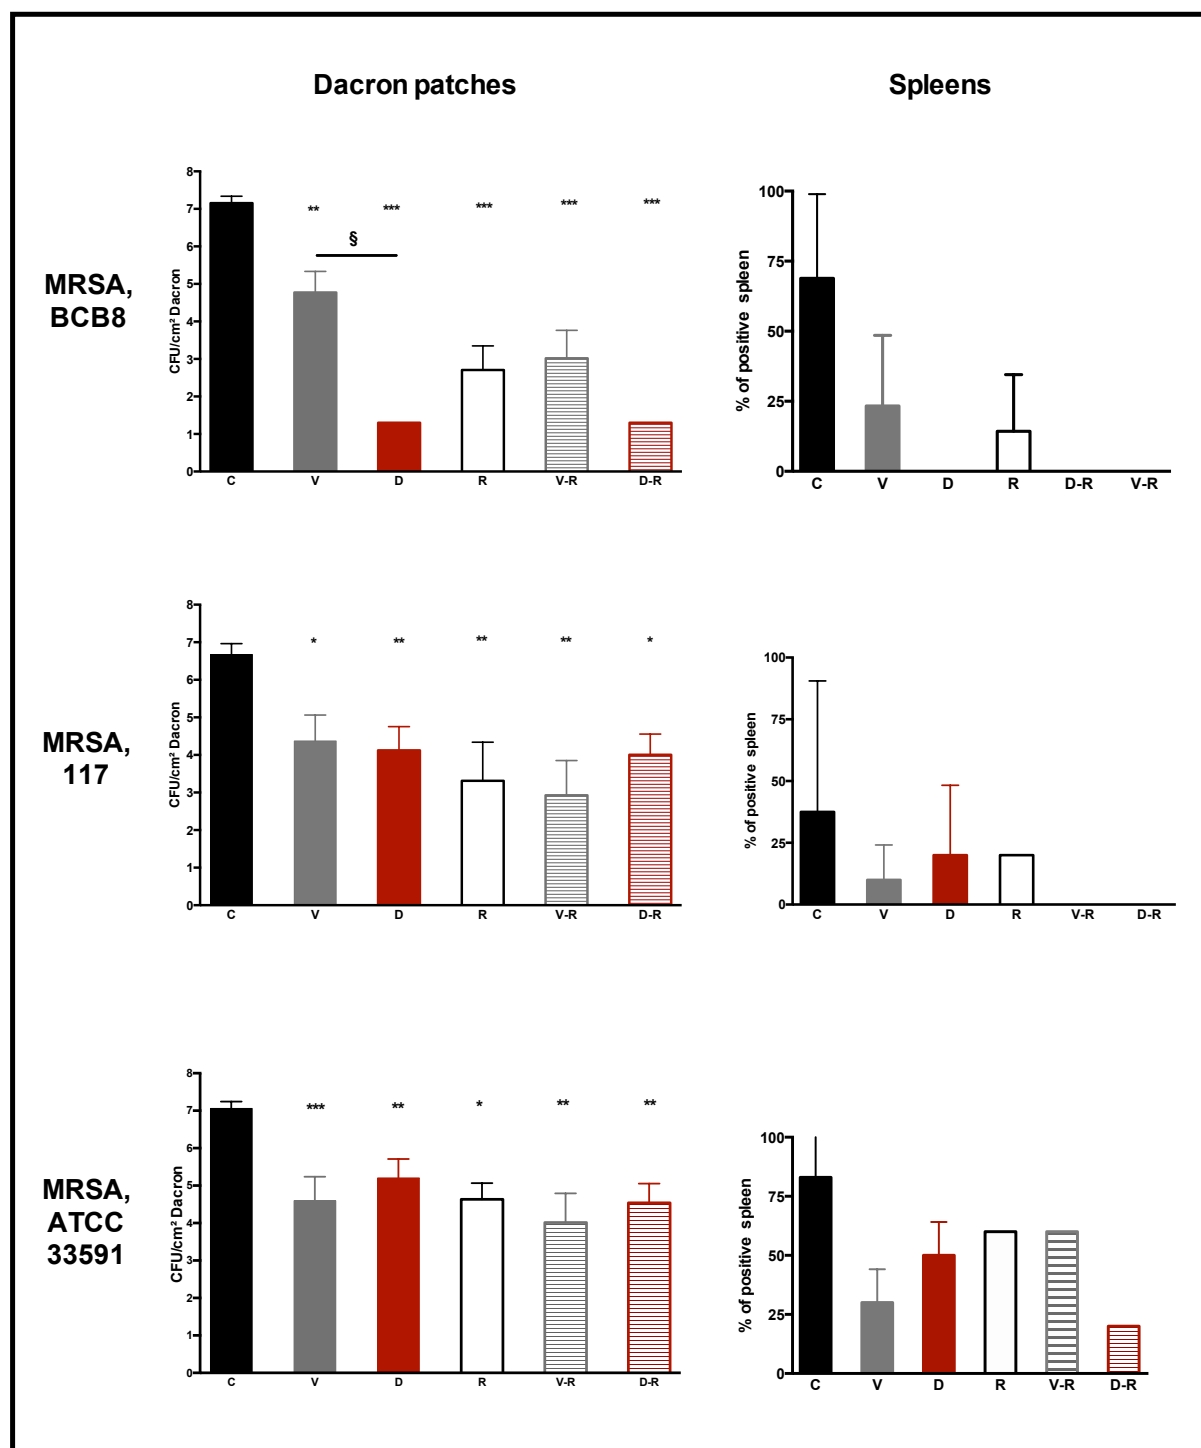 Dacron patches
Spleens
MRSA,
BCB8
CFU/cm² Dacron
8
7
6
5
4
3
2
1
0
** *** *** *** ***
§
C V D R V-R D-R
% of positive spleen
100
75
50
25
0
C V D R D-R V-R
MRSA,
117
CFU/cm² Dacron
8
7
6
5
4
3
2
1
0
* ** ** ** *
C V D R V-R D-R
% of positive spleen
100
75
50
25
0
C V D R V-R D-R
MRSA,
ATCC
33591
CFU/cm² Dacron
8
7
6
5
4
3
2
1
0
*** ** * ** **
C V D R V-R D-R
% of positive spleen
100
75
50
25
0
C V D R V-R D-R